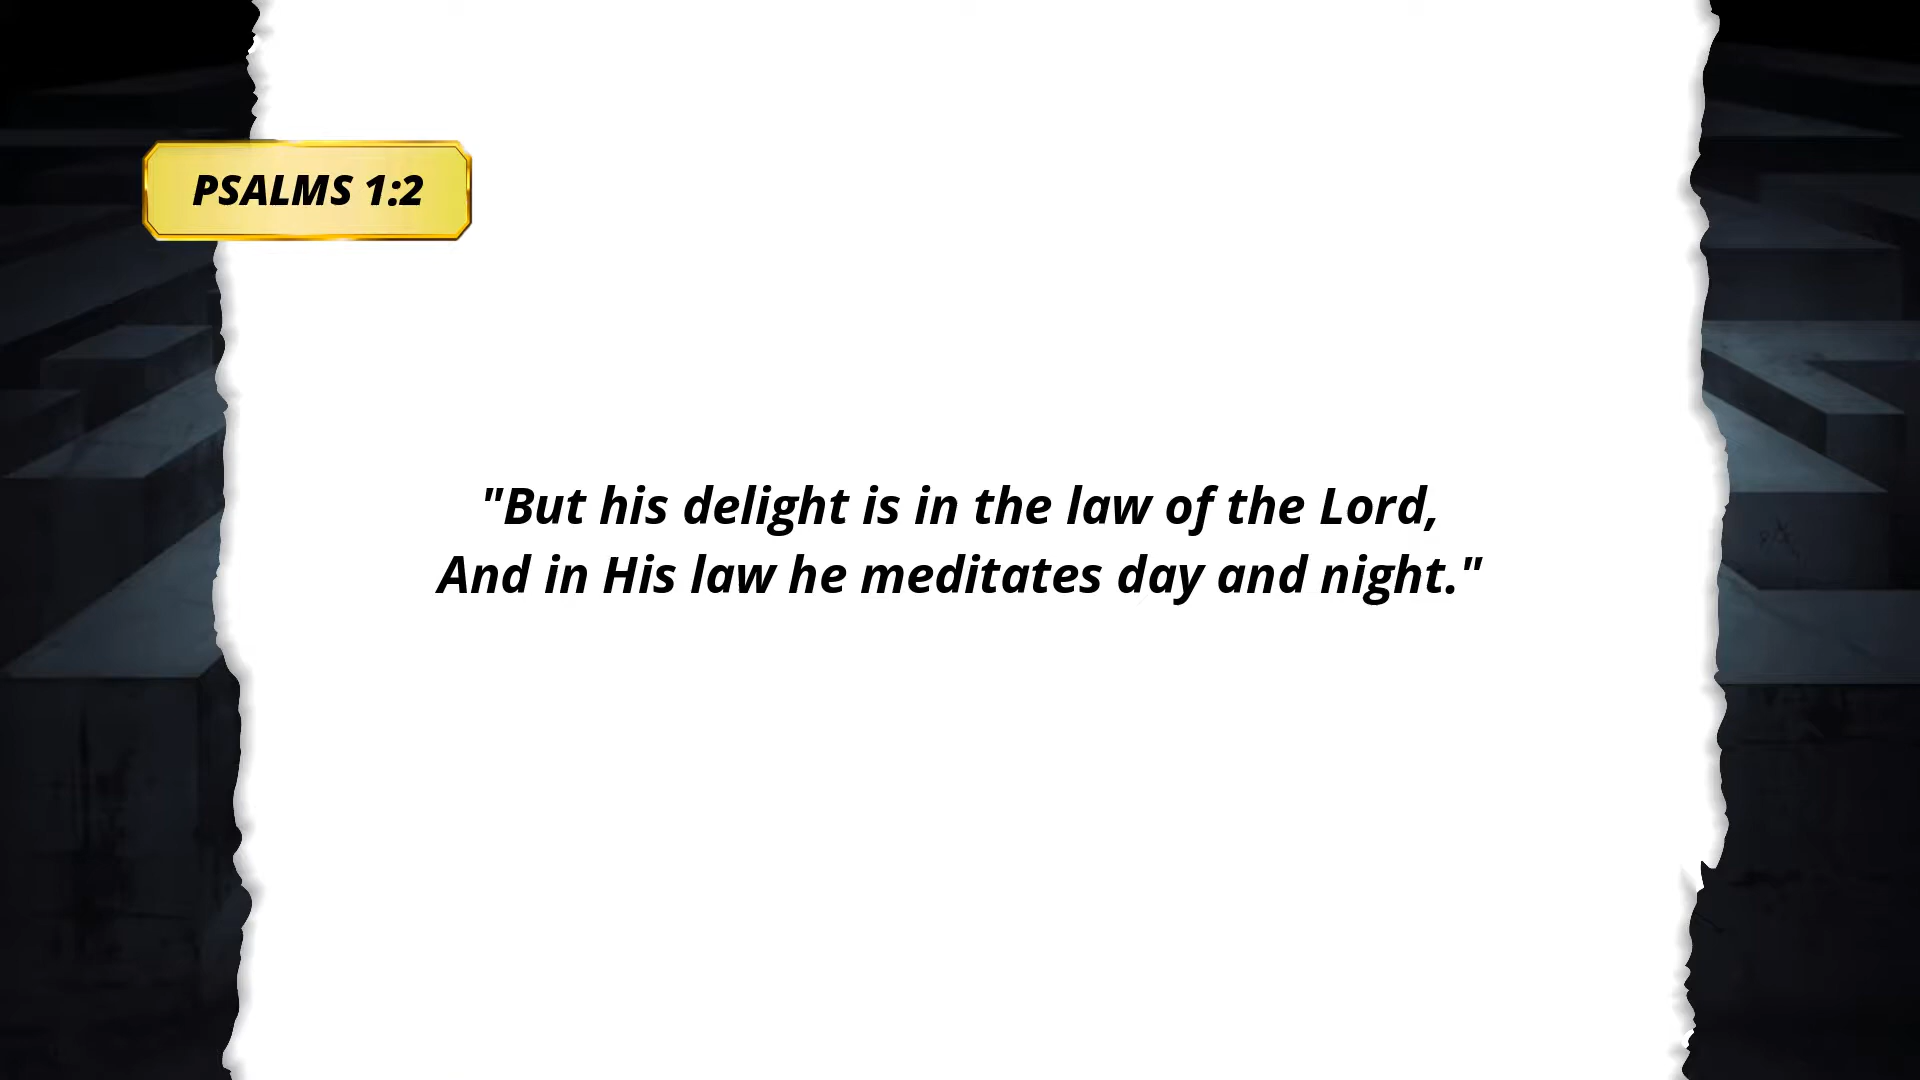 PSALMS 1:2
"But his delight is in the law of the Lord,
And in His law he meditates day and night."